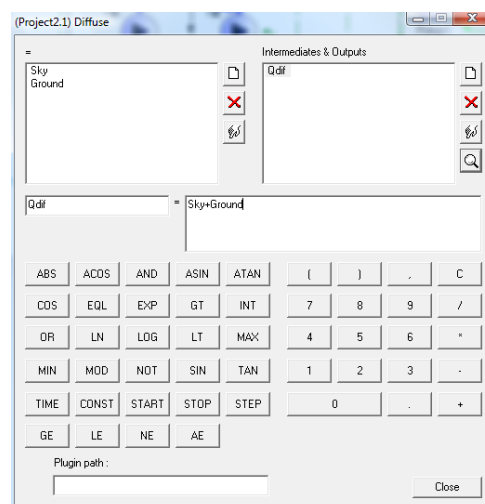 (Project2.1) Diffuse
=
Intermediates & Outputs
Sky
Ground
Qdif
Qdif = Sky+Ground
ABS ACOS AND ASIN ATAN ( ) , C
COS EQL EXP GT INT 7 8 9 /
OR LN LOG LT MAX 4 5 6 *
MIN MOD NOT SIN TAN 1 2 3 -
TIME CONST START STOP STEP 0 . +
GE LE NE AE
Plugin path :
Close